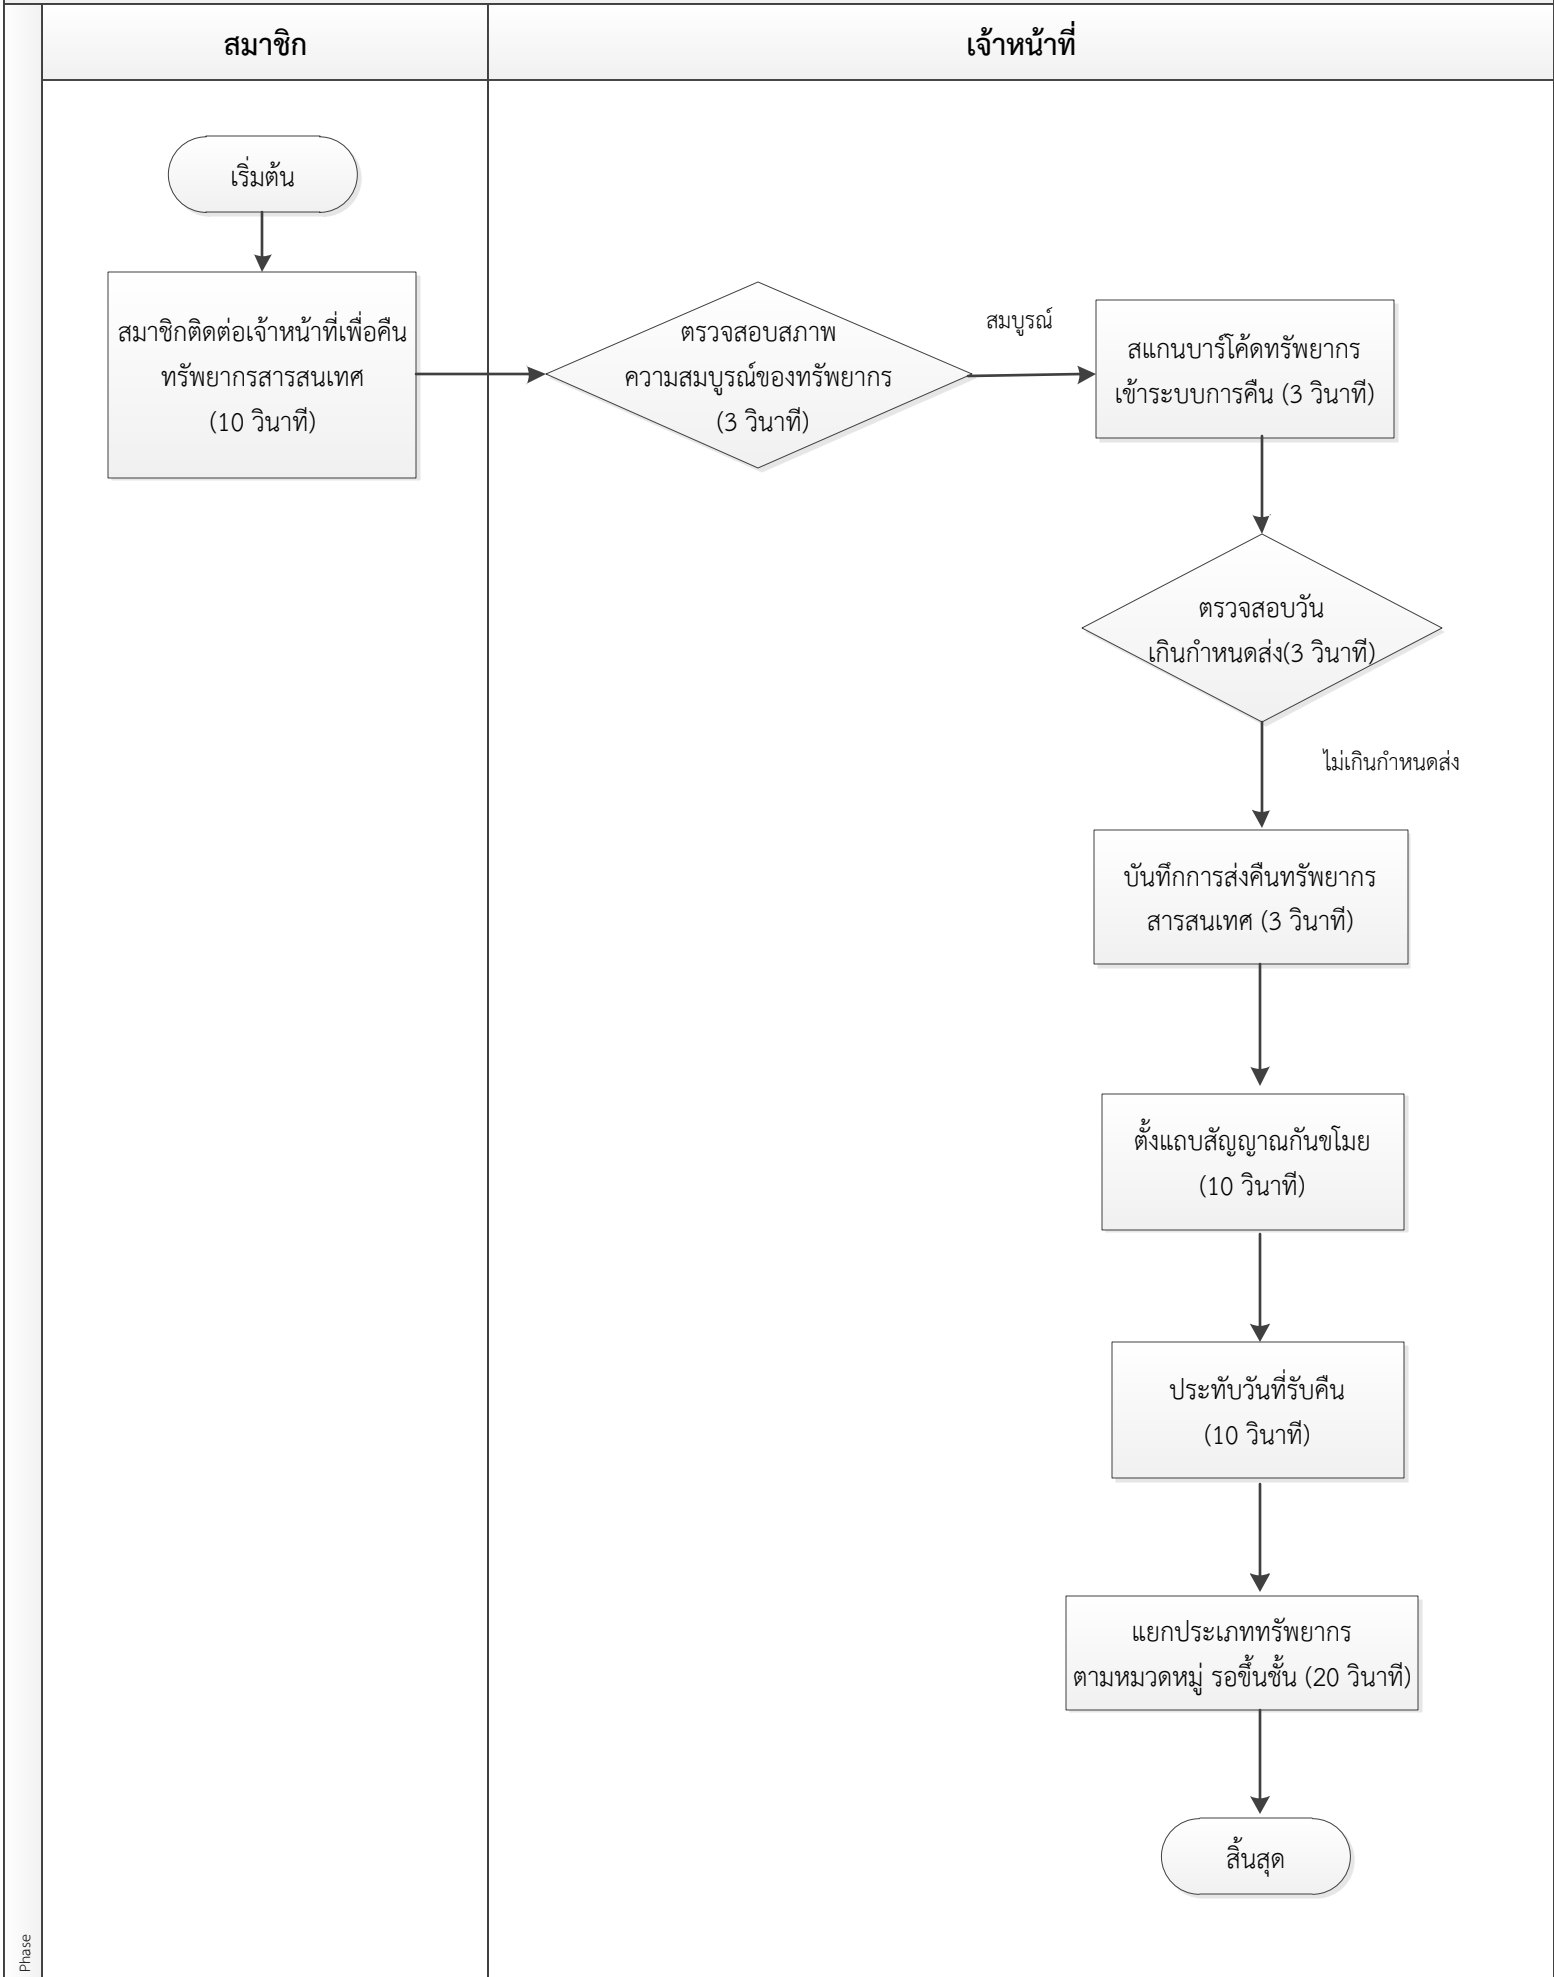 สมาชิก
เจ้าหน้าที่
เริ่มต้น
สมาชิกติดต่อเจ้าหน้าที่เพื่อคืน
ทรัพยากรสารสนเทศ
(10 วินาที)
ตรวจสอบสภาพ
ความสมบูรณ์ของทรัพยากร
(3 วินาที)
สมบูรณ์
สแกนบาร์โค้ดทรัพยากร
เข้าระบบการคืน (3 วินาที)
ตรวจสอบวัน
เกินกำหนดส่ง(3 วินาที)
ไม่เกินกำหนดส่ง
บันทึกการส่งคืนทรัพยากร
สารสนเทศ (3 วินาที)
ตั้งแถบสัญญาณกันขโมย
(10 วินาที)
ประทับวันที่รับคืน
(10 วินาที)
แยกประเภททรัพยากร
ตามหมวดหมู่ รอขึ้นชั้น (20 วินาที)
สิ้นสุด
Phase